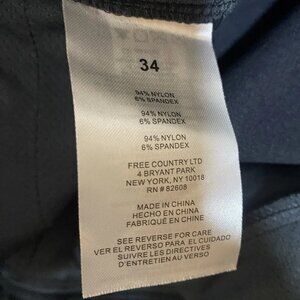 34
94% NYLON
6% SPANDEX
94% NYLON
6% SPANDEX
94% NYLON
6% SPANDEX
FREE COUNTRY LTD
4 BRYANT PARK
NEW YORK, NY 10018
RN # 82608
MADE IN CHINA
HECHO EN CHINA
FABRIQUÉ EN CHINE
SEE REVERSE FOR CARE
VER EL REVERSO PARA EL CUIDADO
SUIVRE LES DIRECTIVES
D'ENTRETIEN AU VERSO